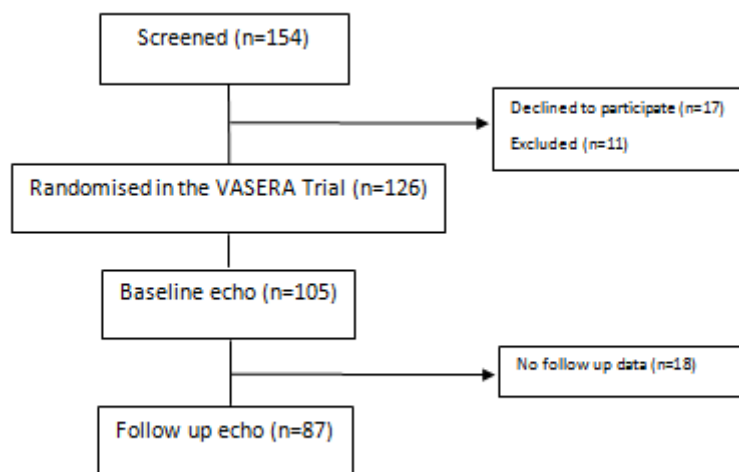 Screened (n=154)
Declined to participate (n=17)
Excluded (n=11)
Randomised in the VASERA Trial (n=126)
Baseline echo (n=105)
No follow up data (n=18)
Follow up echo (n=87)